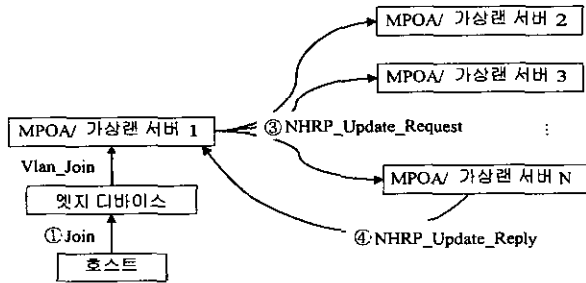 MPOA/ 가상랜 서버 2
MPOA/ 가상랜 서버 3
MPOA/ 가상랜 서버 1
③NHRP_Update_Request
⋮
Vlan_Join
MPOA/ 가상랜 서버 N
엣지 디바이스
①Join
④NHRP_Update_Reply
호스트